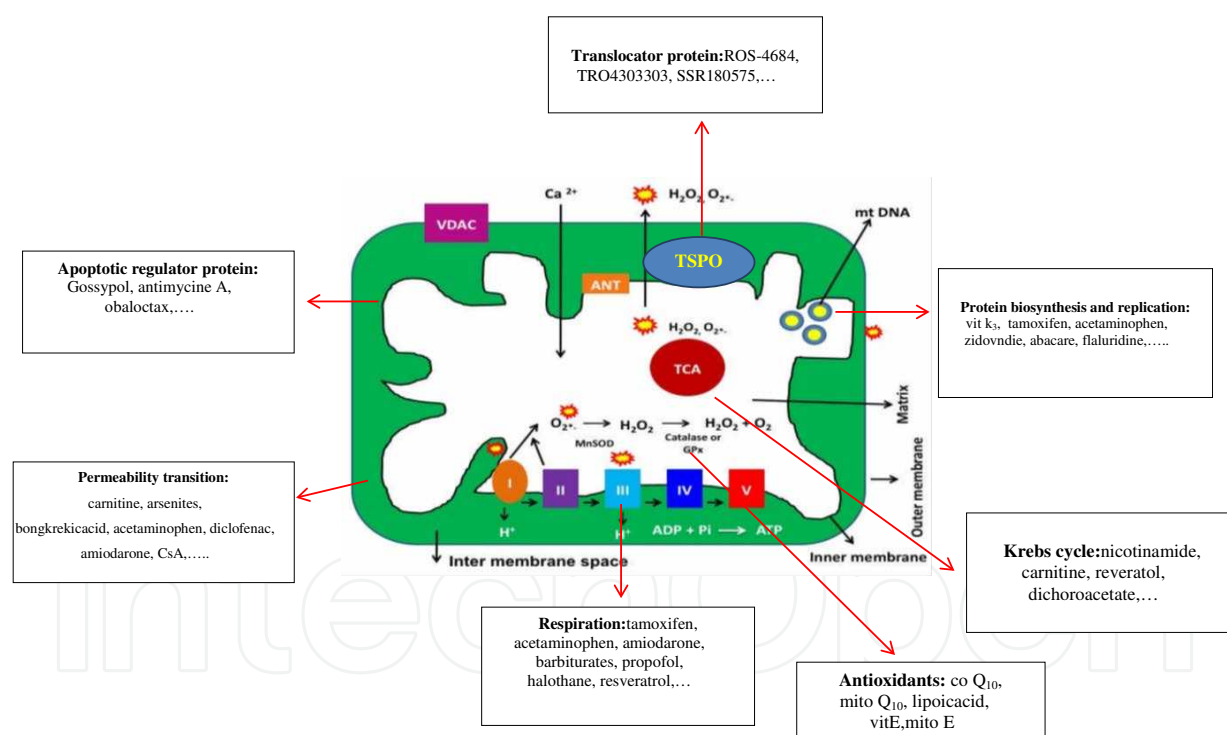 Translocator protein:ROS-4684,
TRO4303303, SSR180575,…
Ca ²⁺
H₂O₂, O₂•-.
mt DNA
VDAC
TSPO
ANT
Apoptotic regulator protein:
Gossypol, antimycine A,
obaloctax,….
Protein biosynthesis and replication:
vit k₃, tamoxifen, acetaminophen,
zidovndie, abacare, flaluridine,…..
H₂O₂, O₂•-.
TCA
Matrix
O₂•-.
H₂O₂
H₂O₂ + O₂
MnSOD
Catalase or
GPx
Permeability transition:
carnitine, arsenites,
bongkrekicacid, acetaminophen, diclofenac,
amiodarone, CsA,…..
I
II
III
IV
V
Outer membrane
H⁺
H⁺
ADP + Pi
ATP
Inter membrane space
Inner membrane
Krebs cycle:nicotinamide,
carnitine, reveratol,
dichoroacetate,…
Respiration:tamoxifen,
acetaminophen, amiodarone,
barbiturates, propofol,
halothane, resveratrol,…
Antioxidants: co Q₁₀,
mito Q₁₀, lipoicacid,
vitE,mito E
IntechOpen